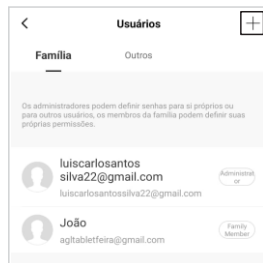 Usuários
Família
Outros
Os administradores podem definir senhas para si próprios ou
para outros usuários, os membros da família podem definir suas
próprias permissões.
luiscarlosantos
silva22@gmail.com
Administrat
or
luiscarlosantossilva22@gmail.com
João
Family
Member
agltabletfeira@gmail.com